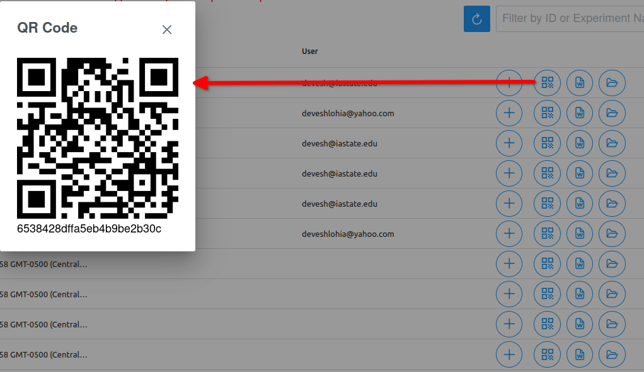 QR Code
Filter by ID or Experiment Na
User
devesh@iastate.edu
deveshlohia@yahoo.com
devesh@iastate.edu
devesh@iastate.edu
devesh@iastate.edu
deveshlohia@yahoo.com
6538428dffa5eb4b9be2b30c
58 GMT-0500 (Central...
58 GMT-0500 (Central...
58 GMT-0500 (Central...
58 GMT-0500 (Central...